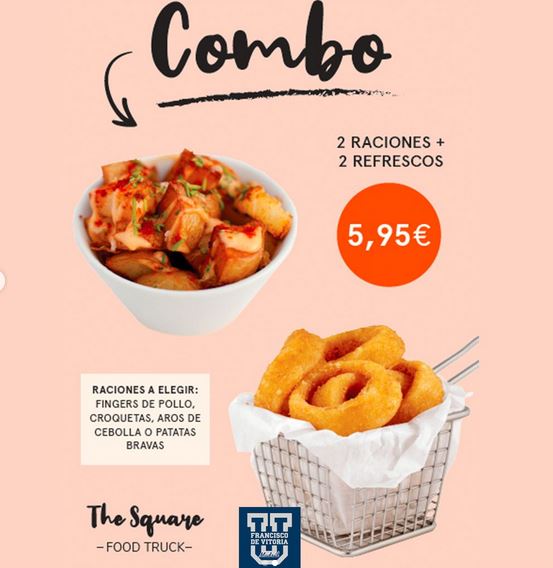 Combo
2 RACIONES +
2 REFRESCOS
5,95€
RACIONES A ELEGIR:
FINGERS DE POLLO,
CROQUETAS, AROS DE
CEBOLLA O PATATAS
BRAVAS
The Square
–FOOD TRUCK–
FRANCISCO
DE VITORIA